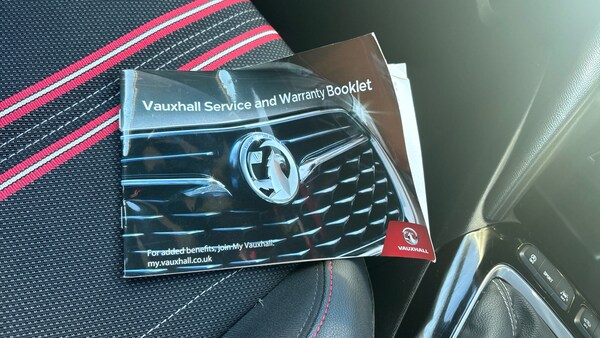 Vauxhall Service and Warranty Booklet
For added benefits, join My Vauxhall.
my.vauxhall.co.uk
VAUXHALL